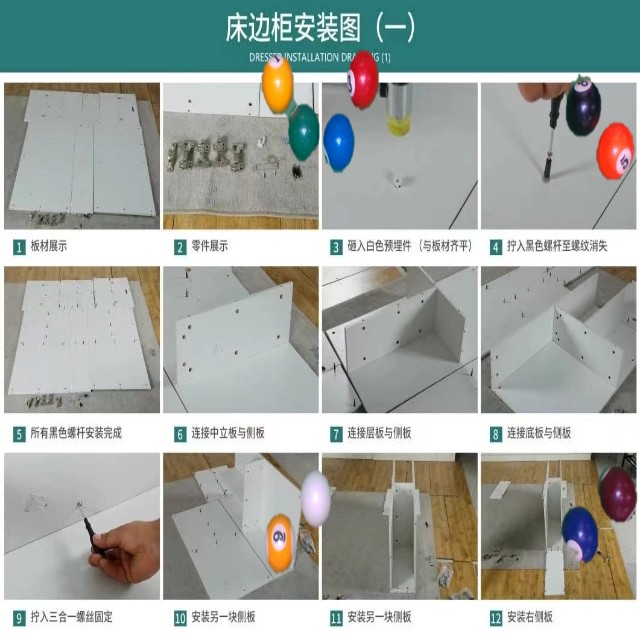 床边柜安装图（一）
DRESSER INSTALLATION DRAWING (1)
1 板材展示
2 零件展示
3 砸入白色预埋件（与板材齐平）
4 拧入黑色螺杆至螺纹消失
5 所有黑色螺杆安装完成
6 连接中立板与侧板
7 连接层板与侧板
8 连接底板与侧板
9 拧入三合一螺丝固定
10 安装另一块侧板
11 安装另一块侧板
12 安装右侧板